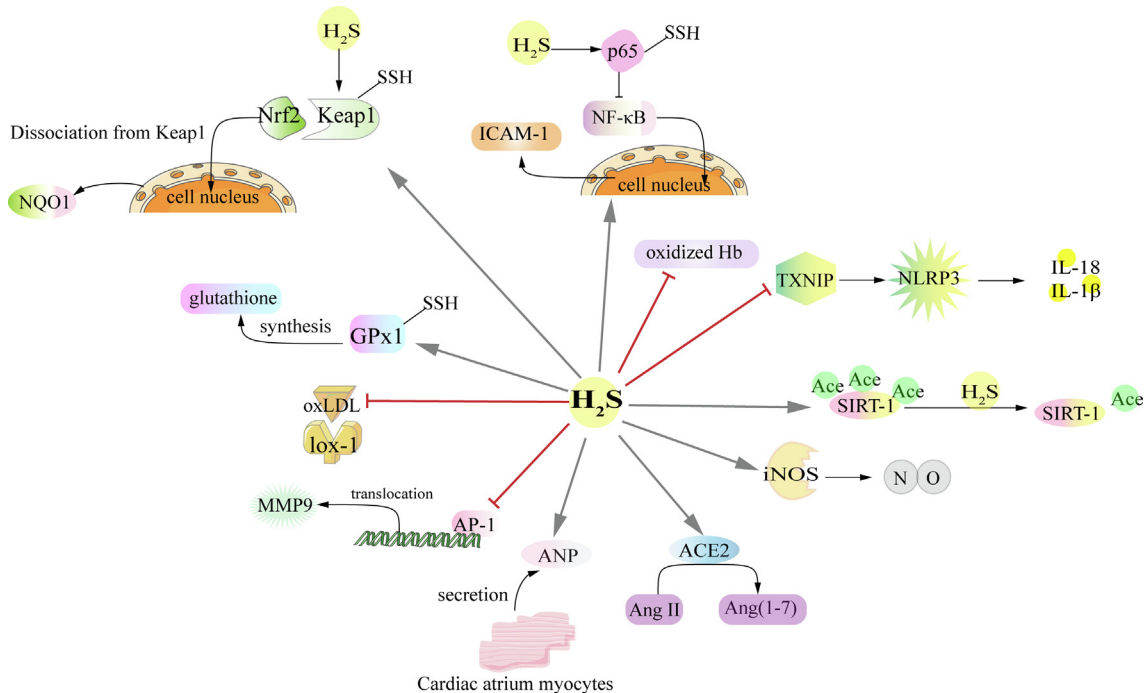 H₂S
SSH
Nrf2
Keap1
Dissociation from Keap1
cell nucleus
NQO1
H₂S
p65
SSH
NF-κB
ICAM-1
cell nucleus
oxidized Hb
TXNIP
NLRP3
IL-18
IL-1β
glutathione
synthesis
SSH
GPx1
H₂S
oxLDL
lox-1
Ace
Ace
Ace
SIRT-1
H₂S
SIRT-1
Ace
iNOS
N O
MMP9
translocation
AP-1
ANP
secretion
Cardiac atrium myocytes
ACE2
Ang II
Ang(1-7)